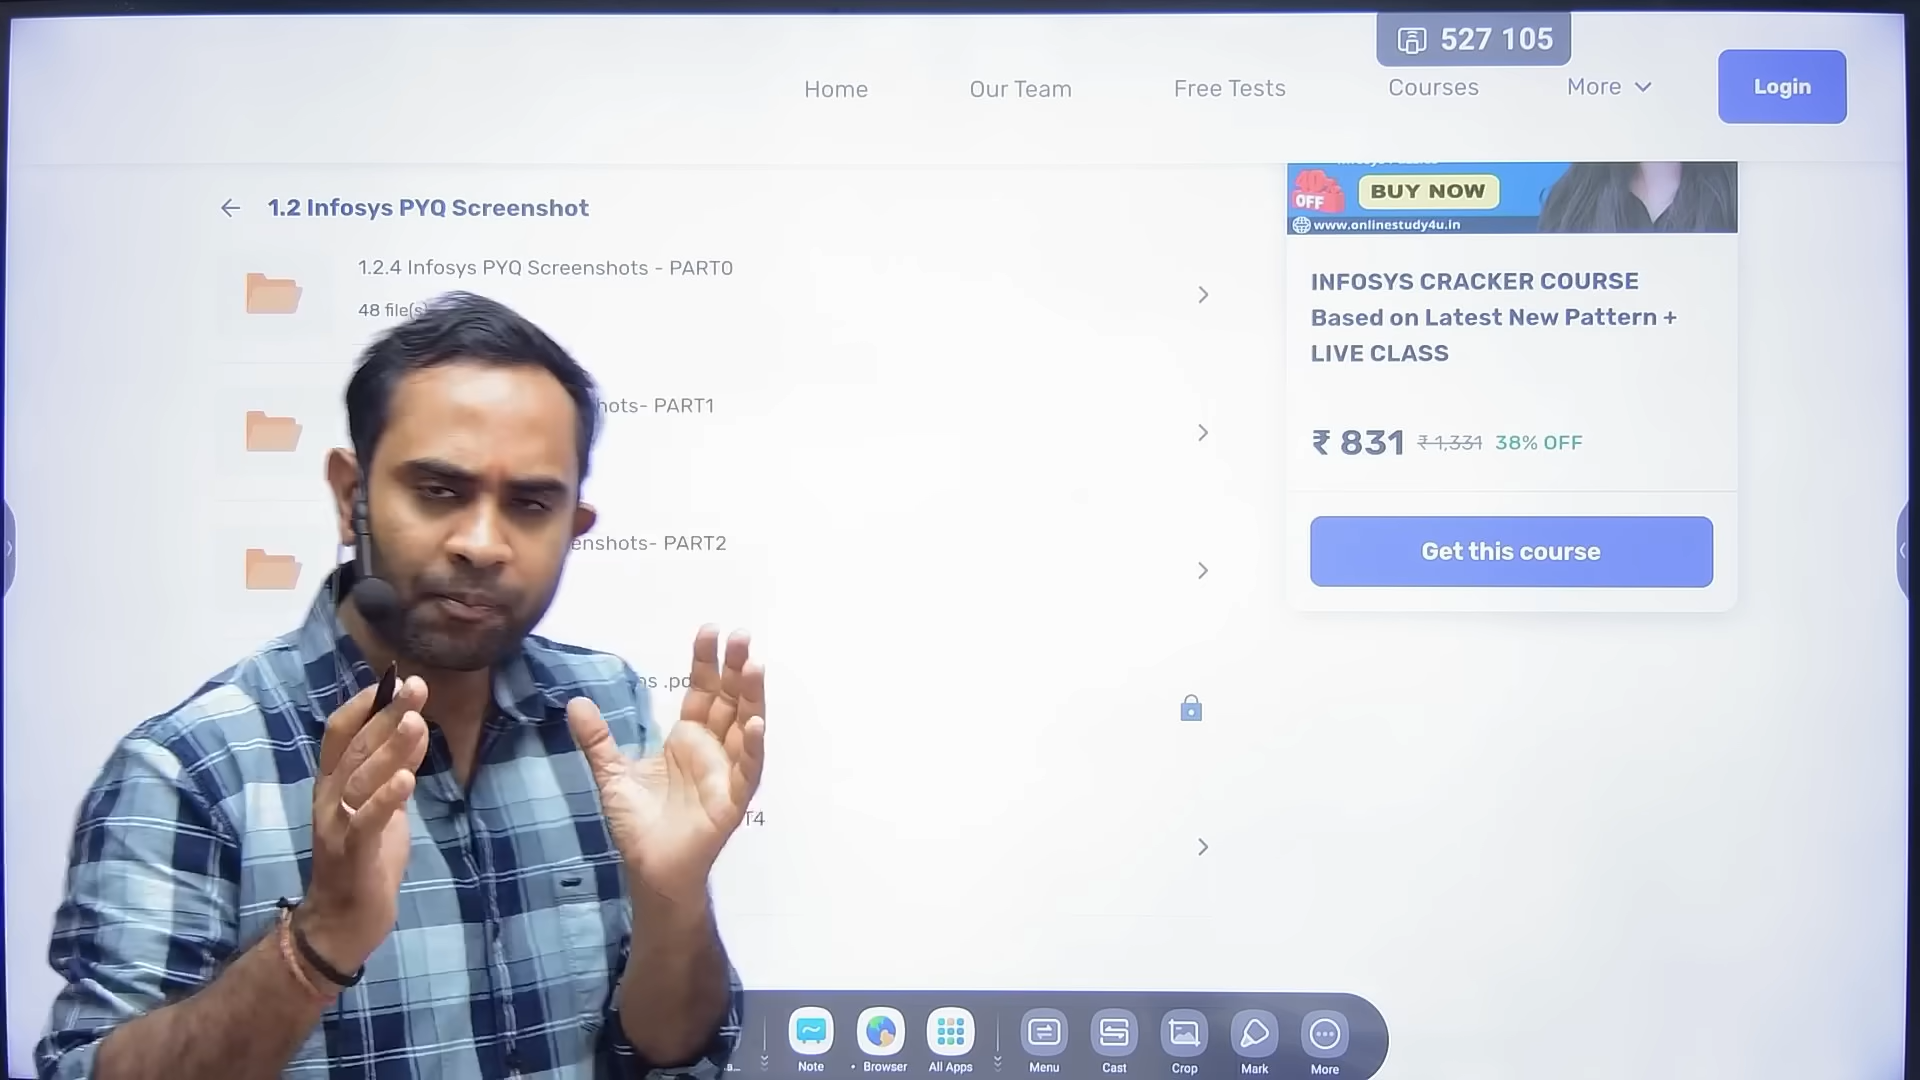 527 105
Home
Our Team
Free Tests
Courses
More
Login
1.2 Infosys PYQ Screenshot
1.2.4 Infosys PYQ Screenshots - PART0
48 file(s)
hots- PART1
enshots- PART2
ns .pd
T4
40%
OFF
BUY NOW
www.onlinestudy4u.in
INFOSYS CRACKER COURSE
Based on Latest New Pattern +
LIVE CLASS
₹ 831 ₹ 1,331 38% OFF
Get this course
Note
Browser
All Apps
Menu
Cast
Crop
Mark
More